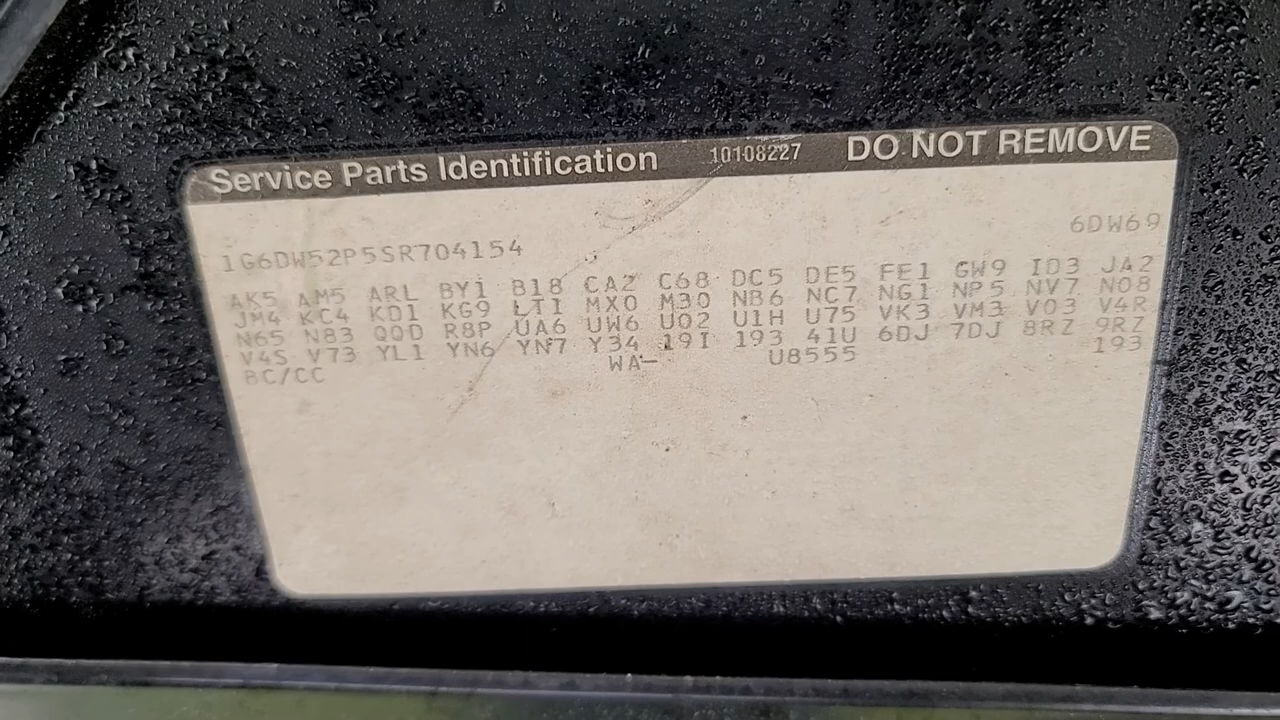 Service Parts Identification 10108227 DO NOT REMOVE
6DW69
1G6DW52P5SR704154
AK5 AM5 ARL BY1 B18 CA2 C68 DC5 DE5 FE1 GW9 ID3 JA2
JM4 KC4 KD1 KG9 LT1 MX0 M30 NB6 NC7 NG1 NP5 NV7 N08
N65 N83 QQD R8P UA6 UW6 U02 U1H U75 VK3 VM3 V03 V4R
V4S V73 YL1 YN6 YN7 Y34 19I 193 41U 6DJ 7DJ 8RZ 9RZ
193
BC/CC WA- U8555